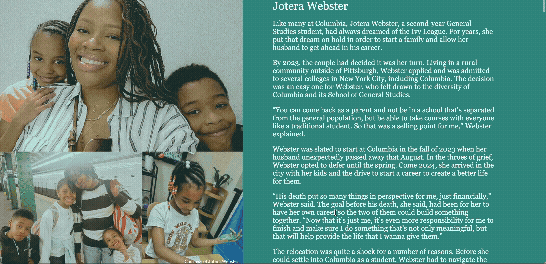 Jotera Webster
Like many at Columbia, Jotera Webster, a second-year General
Studies student, had always dreamed of the Ivy League. For years, she
put that dream on hold in order to start a family and allow her
husband to get ahead in his career.
By 2023, the couple had decided it was her turn. Living in a rural
community outside of Pittsburgh, Webster applied and was admitted
to several colleges in New York City, including Columbia. The decision
was an easy one for Webster, who felt drawn to the diversity of
Columbia and its School of General Studies.
"You can come back as a parent and not be in a school that's separated
from the general population, but be able to take courses with everyone
like a traditional student. So that was a selling point for me," Webster
explained.
Webster was slated to start at Columbia in the fall of 2023 when her
husband unexpectedly passed away that August. In the throes of grief,
Webster opted to defer until the spring. Come 2024, she arrived in the
city with her kids and the drive to start a career to create a better life
for them.
"His death put so many things in perspective for me, just financially,"
Webster said. The goal before his death, she said, had been for her to
have her own career so the two of them could build something
together. "Now that it's just me, it's even more responsibility for me to
finish and make sure I do something that's not only meaningful, but
that will help provide the life that I wanna give them."
The relocation was quite a shock for a number of reasons. Before she
could settle into Columbia as a student, Webster had to navigate the